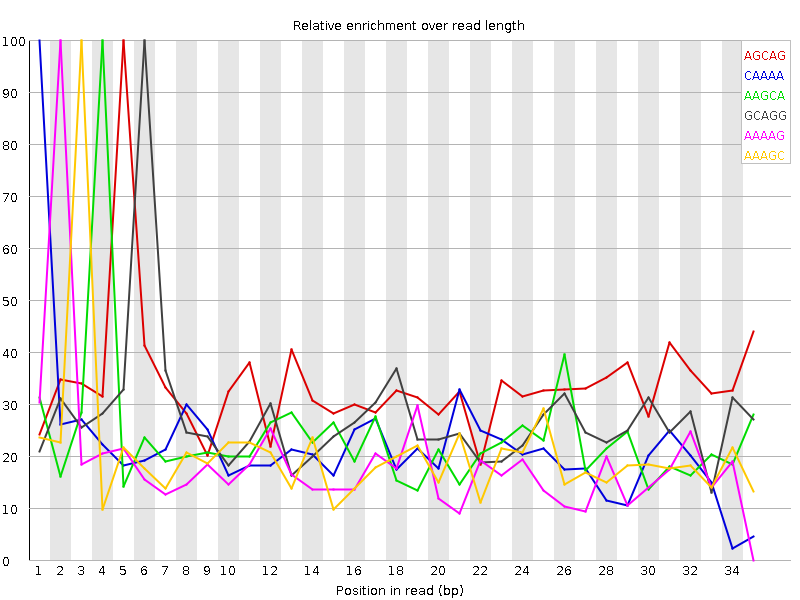 Relative enrichment over read length
100
90
80
70
60
50
40
30
20
10
0
AGCAG
CAAAA
AAGCA
GCAGG
AAAAG
AAAGC
1 2 3 4 5 6 7 8 9 10 12 14 16 18 20 22 24 26 28 30 32 34
Position in read (bp)